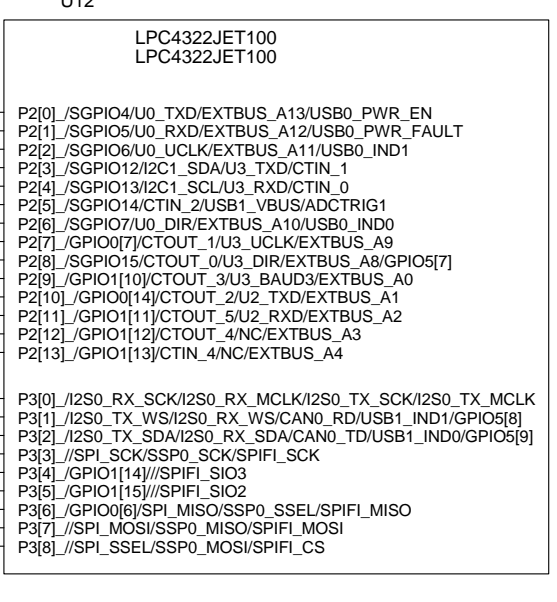 U12
LPC4322JET100
LPC4322JET100
P2[0]_/SGPIO4/U0_TXD/EXTBUS_A13/USB0_PWR_EN
P2[1]_/SGPIO5/U0_RXD/EXTBUS_A12/USB0_PWR_FAULT
P2[2]_/SGPIO6/U0_UCLK/EXTBUS_A11/USB0_IND1
P2[3]_/SGPIO12/I2C1_SDA/U3_TXD/CTIN_1
P2[4]_/SGPIO13/I2C1_SCL/U3_RXD/CTIN_0
P2[5]_/SGPIO14/CTIN_2/USB1_VBUS/ADCTRIG1
P2[6]_/SGPIO7/U0_DIR/EXTBUS_A10/USB0_IND0
P2[7]_/GPIO0[7]/CTOUT_1/U3_UCLK/EXTBUS_A9
P2[8]_/SGPIO15/CTOUT_0/U3_DIR/EXTBUS_A8/GPIO5[7]
P2[9]_/GPIO1[10]/CTOUT_3/U3_BAUD3/EXTBUS_A0
P2[10]_/GPIO0[14]/CTOUT_2/U2_TXD/EXTBUS_A1
P2[11]_/GPIO1[11]/CTOUT_5/U2_RXD/EXTBUS_A2
P2[12]_/GPIO1[12]/CTOUT_4/NC/EXTBUS_A3
P2[13]_/GPIO1[13]/CTIN_4/NC/EXTBUS_A4
P3[0]_/I2S0_RX_SCK/I2S0_RX_MCLK/I2S0_TX_SCK/I2S0_TX_MCLK
P3[1]_/I2S0_TX_WS/I2S0_RX_WS/CAN0_RD/USB1_IND1/GPIO5[8]
P3[2]_/I2S0_TX_SDA/I2S0_RX_SDA/CAN0_TD/USB1_IND0/GPIO5[9]
P3[3]_//SPI_SCK/SSP0_SCK/SPIFI_SCK
P3[4]_/GPIO1[14]///SPIFI_SIO3
P3[5]_/GPIO1[15]///SPIFI_SIO2
P3[6]_/GPIO0[6]/SPI_MISO/SSP0_SSEL/SPIFI_MISO
P3[7]_//SPI_MOSI/SSP0_MISO/SPIFI_MOSI
P3[8]_//SPI_SSEL/SSP0_MOSI/SPIFI_CS